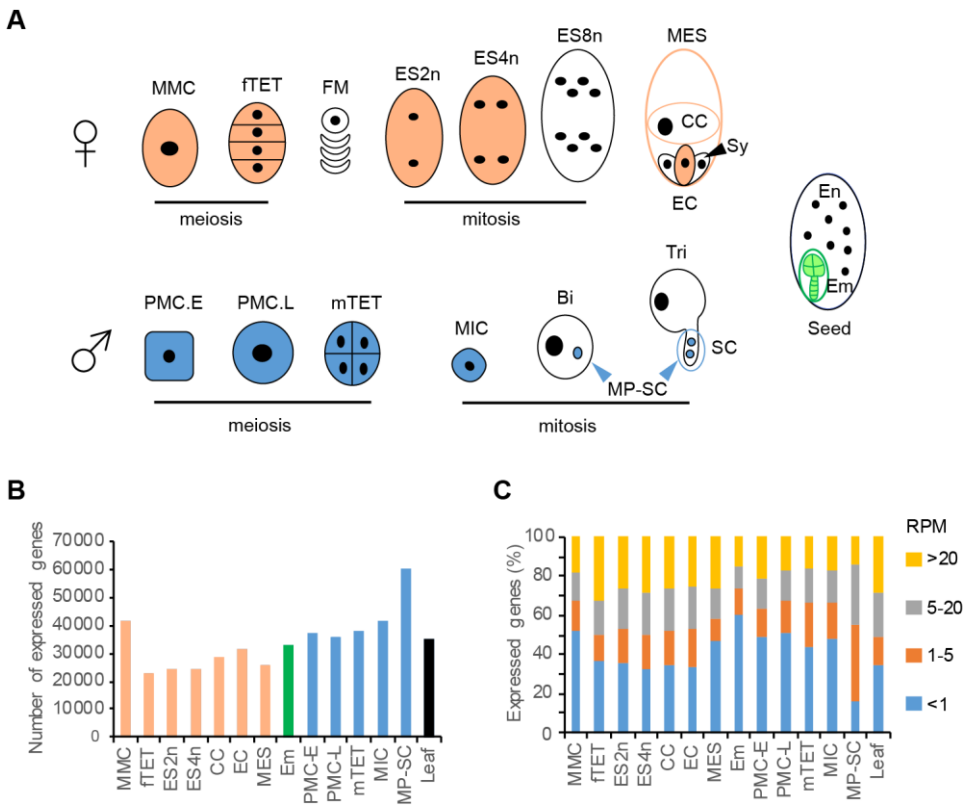 A
MMC
fTET
FM
ES2n
ES4n
ES8n
MES
CC
Sy
EC
meiosis
mitosis
PMC.E
PMC.L
mTET
MIC
Bi
Tri
SC
MP-SC
meiosis
mitosis
En
Em
Seed
B
Number of expressed genes
70000
60000
50000
40000
30000
20000
10000
0
MMC
fTET
ES2n
ES4n
CC
EC
MES
Em
PMC-E
PMC-L
mTET
MIC
MP-SC
Leaf
C
Expressed genes (%)
100
80
60
40
20
0
MMC
fTET
ES2n
ES4n
CC
EC
MES
Em
PMC-E
PMC-L
mTET
MIC
MP-SC
Leaf
RPM
>20
5-20
1-5
<1